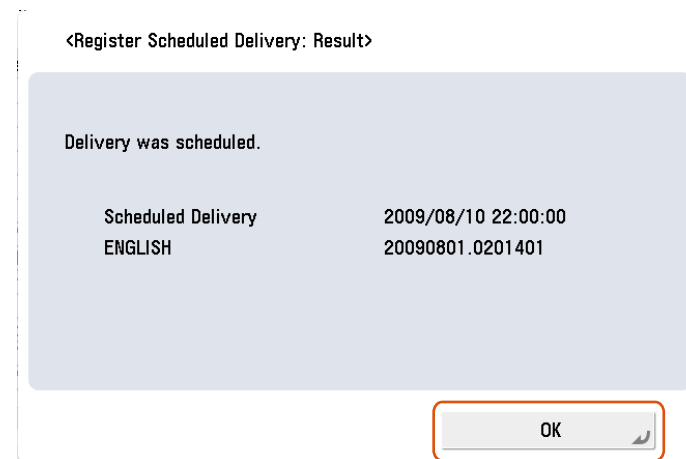 <Register Scheduled Delivery: Result>
Delivery was scheduled.
Scheduled Delivery 2009/08/10 22:00:00
ENGLISH 20090801.0201401
OK